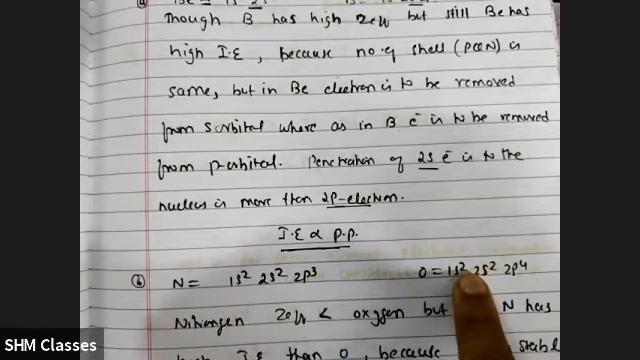 Though B has high Zeff but still Be has
high I.E, because no. of shell (PQN) is
same, but in Be electron is to be removed
from s orbital where as in B e⁻ is to be removed
from p-orbital. Penetration of 2S e⁻ is to the
nucleus is more than 2p-electron.
I.E ∝ p.p.
(b) N = 1s² 2s² 2p³ O = 1s² 2s² 2p⁴
Nitrogen Zeff < oxygen but N has
high I.E than O, because stable
SHM Classes